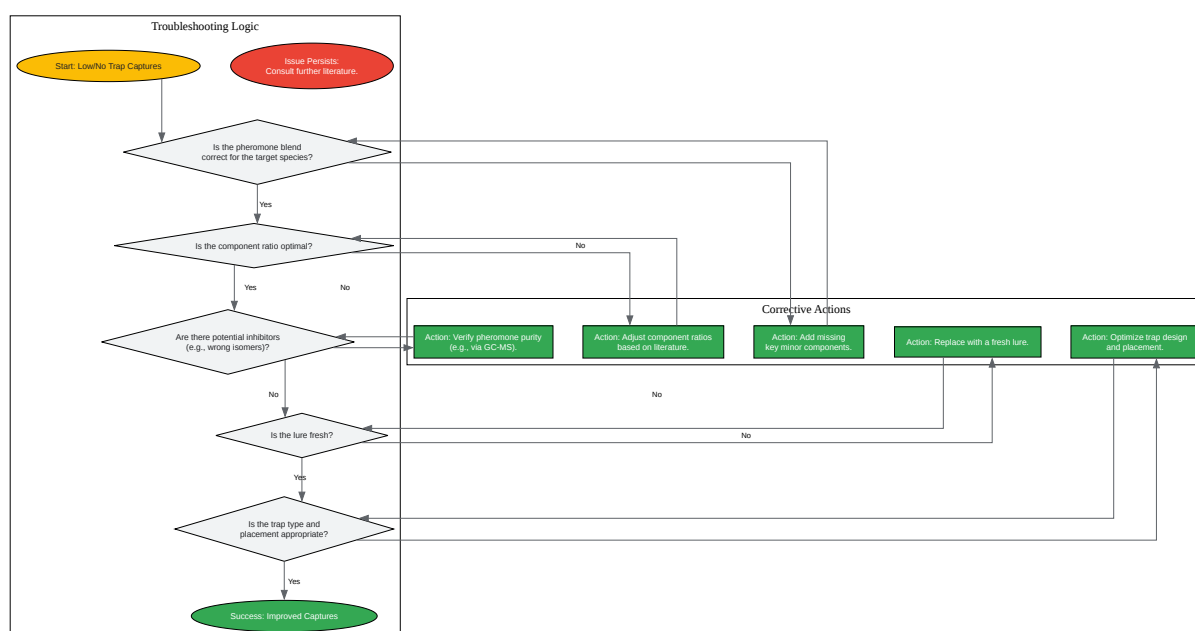 Troubleshooting Logic
Start: Low/No Trap Captures
Issue Persists:
Consult further literature.
Is the pheromone blend
correct for the target species?
Yes
Is the component ratio optimal?
No
Yes
No
Corrective Actions
Are there potential inhibitors
(e.g., wrong isomers)?
Action: Verify pheromone purity
(e.g., via GC-MS).
Action: Adjust component ratios
based on literature.
Action: Add missing
key minor components.
Action: Replace with a fresh lure.
Action: Optimize trap design
and placement.
No
No
Is the lure fresh?
No
Yes
Is the trap type and
placement appropriate?
Yes
Success: Improved Captures